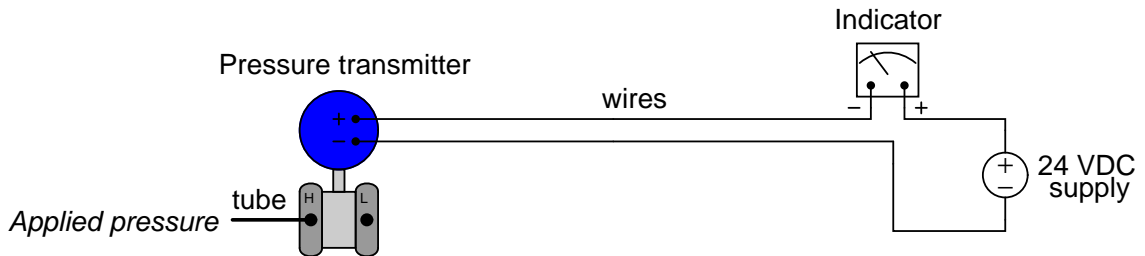 Indicator
Pressure transmitter
wires
− +
+
−
+
−
24 VDC
supply
tube
H L
Applied pressure